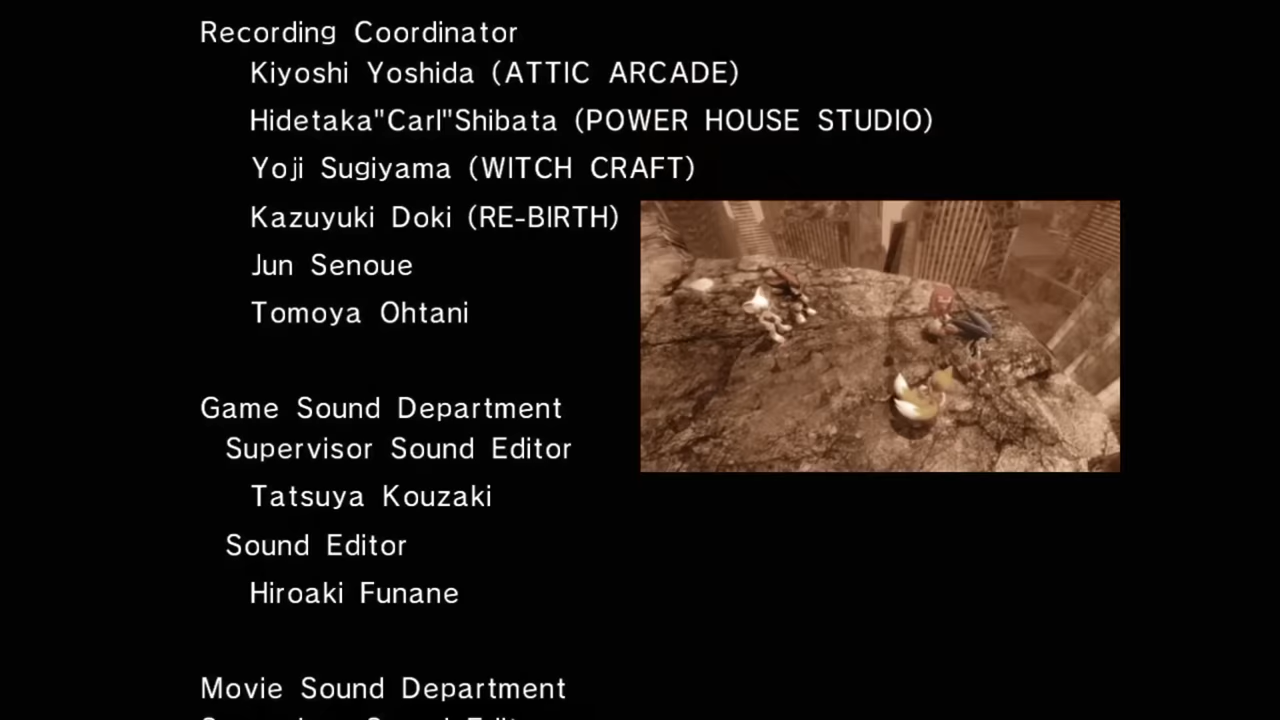 Recording Coordinator
Kiyoshi Yoshida (ATTIC ARCADE)
Hidetaka"Carl"Shibata (POWER HOUSE STUDIO)
Yoji Sugiyama (WITCH CRAFT)
Kazuyuki Doki (RE-BIRTH)
Jun Senoue
Tomoya Ohtani
Game Sound Department
Supervisor Sound Editor
Tatsuya Kouzaki
Sound Editor
Hiroaki Funane
Movie Sound Department